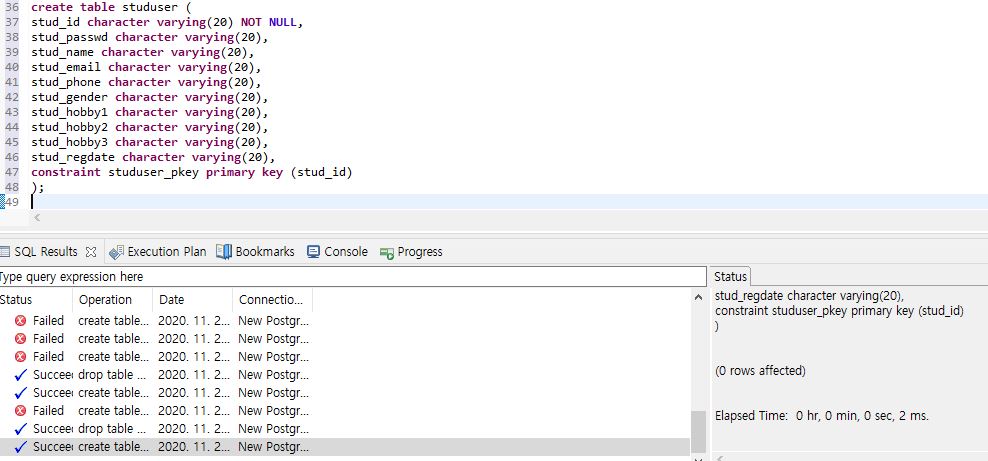 36 create table studuser (
37 stud_id character varying(20) NOT NULL,
38 stud_passwd character varying(20),
39 stud_name character varying(20),
40 stud_email character varying(20),
41 stud_phone character varying(20),
42 stud_gender character varying(20),
43 stud_hobby1 character varying(20),
44 stud_hobby2 character varying(20),
45 stud_hobby3 character varying(20),
46 stud_regdate character varying(20),
47 constraint studuser_pkey primary key (stud_id)
48 );
49
SQL Results Execution Plan Bookmarks Console Progress
Type query expression here
Status Operation Date Connectio...
Failed create table... 2020. 11. 2... New Postgr...
Failed create table... 2020. 11. 2... New Postgr...
Failed create table... 2020. 11. 2... New Postgr...
Succee drop table ... 2020. 11. 2... New Postgr...
Succee create table... 2020. 11. 2... New Postgr...
Failed create table... 2020. 11. 2... New Postgr...
Succee drop table ... 2020. 11. 2... New Postgr...
Succee create table... 2020. 11. 2... New Postgr...
Status
stud_regdate character varying(20),
constraint studuser_pkey primary key (stud_id)
)
(0 rows affected)
Elapsed Time: 0 hr, 0 min, 0 sec, 2 ms.